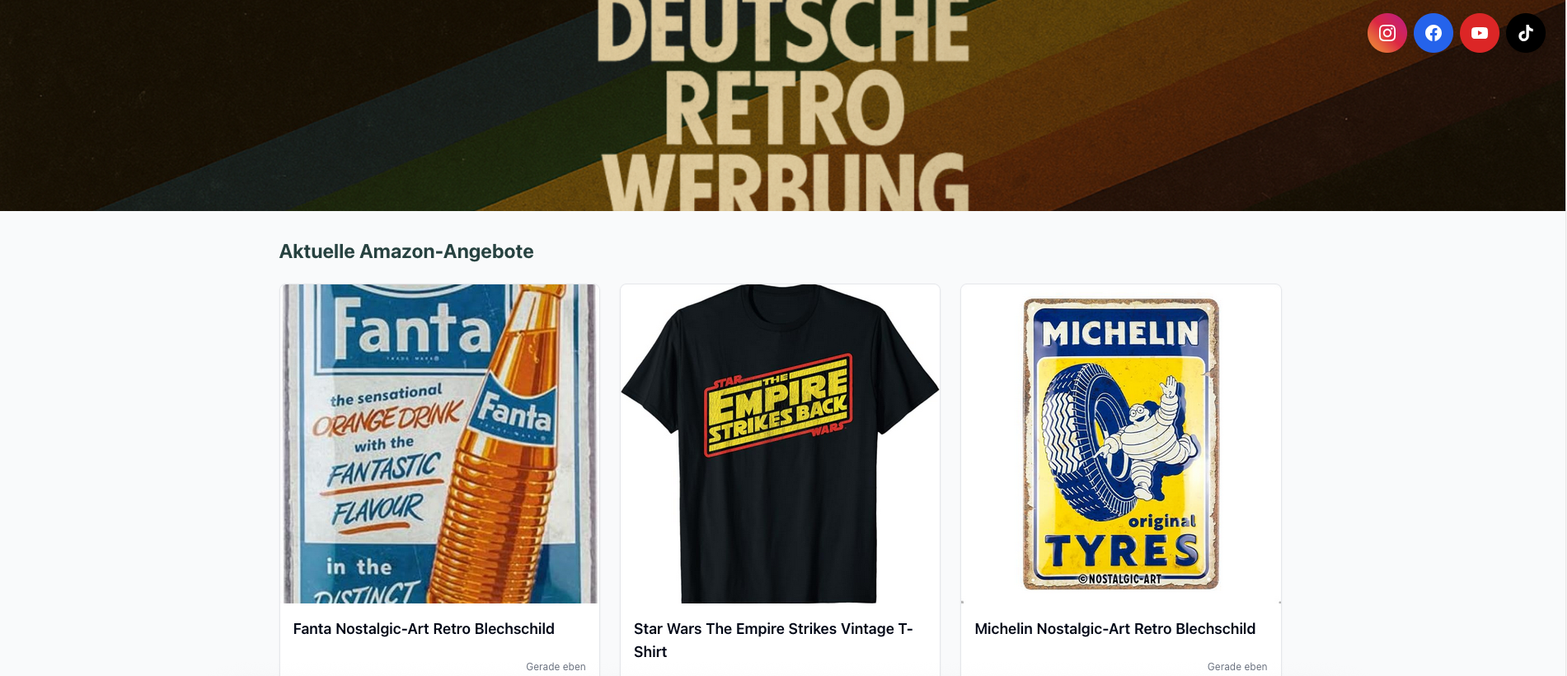 DEUTSCHE
RETRO
WERBUNG
Aktuelle Amazon-Angebote
Fanta
TRADE MARK®
the sensational
ORANGE DRINK
with the
FANTASTIC
FLAVOUR
in the
DISTINCT
Fanta
TRADE MARK®
STAR
THE
EMPIRE
STRIKES BACK
WARS
MICHELIN
original
TYRES
©NOSTALGIC-ART
Fanta Nostalgic-Art Retro Blechschild
Star Wars The Empire Strikes Vintage T-
Shirt
Michelin Nostalgic-Art Retro Blechschild
Gerade eben
Gerade eben